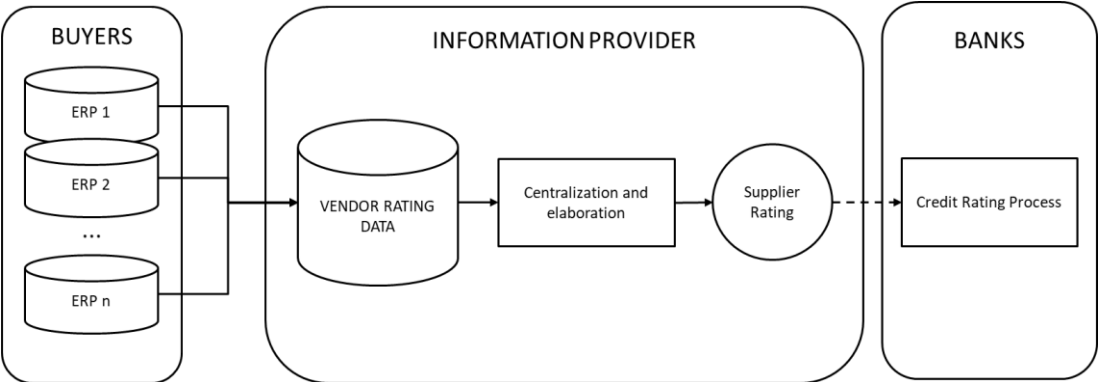 BUYERS
ERP 1
ERP 2
...
ERP n
INFORMATION PROVIDER
VENDOR RATING
DATA
Centralization and
elaboration
Supplier
Rating
BANKS
Credit Rating Process